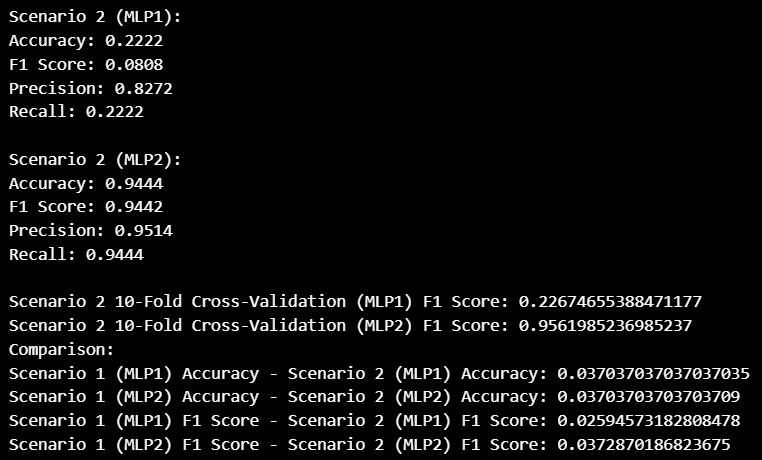 Scenario 2 (MLP1):
Accuracy: 0.2222
F1 Score: 0.0808
Precision: 0.8272
Recall: 0.2222
Scenario 2 (MLP2):
Accuracy: 0.9444
F1 Score: 0.9442
Precision: 0.9514
Recall: 0.9444
Scenario 2 10-Fold Cross-Validation (MLP1) F1 Score: 0.22674655388471177
Scenario 2 10-Fold Cross-Validation (MLP2) F1 Score: 0.9561985236985237
Comparison:
Scenario 1 (MLP1) Accuracy - Scenario 2 (MLP1) Accuracy: 0.037037037037037035
Scenario 1 (MLP2) Accuracy - Scenario 2 (MLP2) Accuracy: 0.03703703703703709
Scenario 1 (MLP1) F1 Score - Scenario 2 (MLP1) F1 Score: 0.02594573182808478
Scenario 1 (MLP2) F1 Score - Scenario 2 (MLP2) F1 Score: 0.0372870186823675